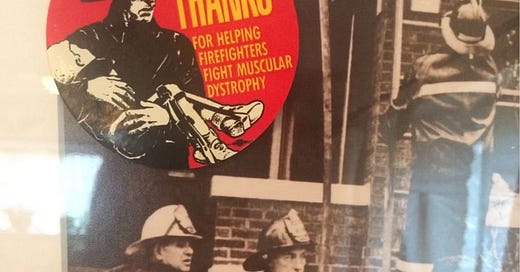 THANKS
FOR HELPING
FIREFIGHTERS
FIGHT MUSCULAR
DYSTROPHY